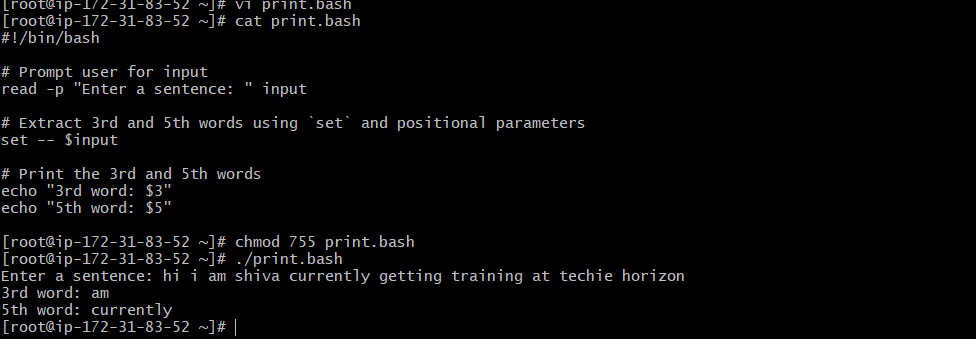 [root@ip-172-31-83-52 ~]# vi print.bash
[root@ip-172-31-83-52 ~]# cat print.bash
#!/bin/bash
# Prompt user for input
read -p "Enter a sentence: " input
# Extract 3rd and 5th words using `set` and positional parameters
set -- $input
# Print the 3rd and 5th words
echo "3rd word: $3"
echo "5th word: $5"
[root@ip-172-31-83-52 ~]# chmod 755 print.bash
[root@ip-172-31-83-52 ~]# ./print.bash
Enter a sentence: hi i am shiva currently getting training at techie horizon
3rd word: am
5th word: currently
[root@ip-172-31-83-52 ~]#